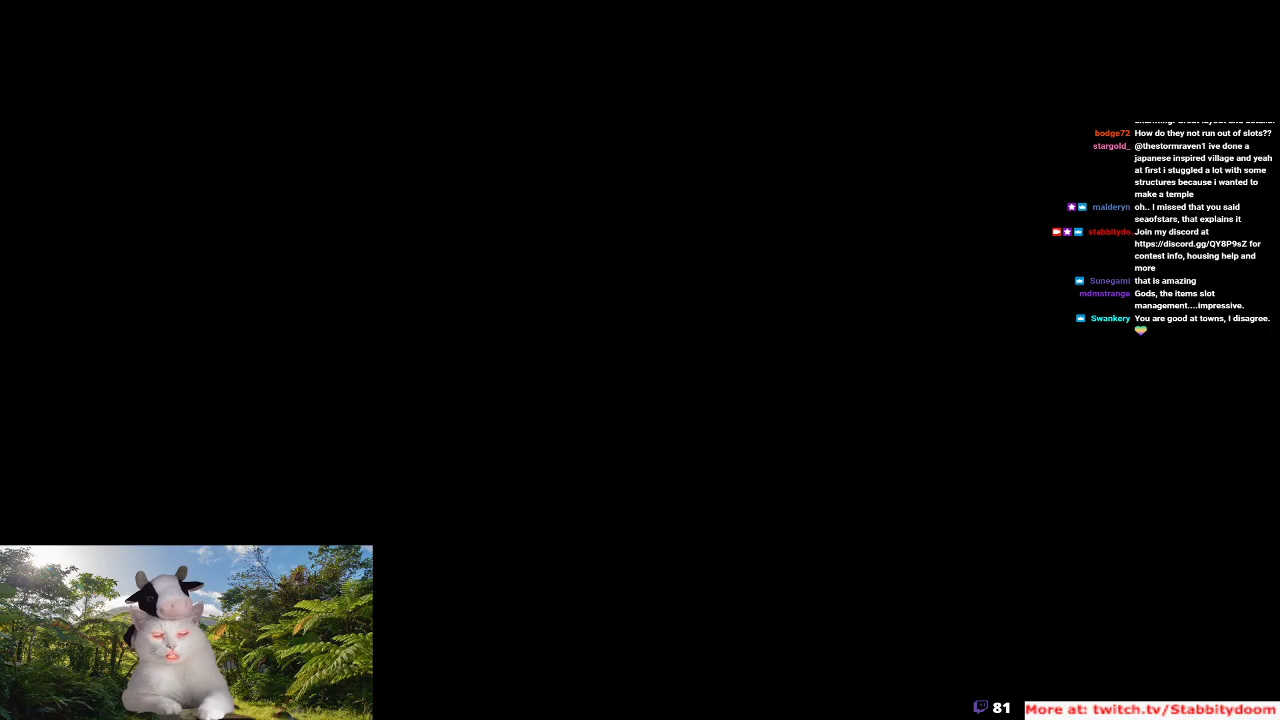 bodge72 How do they not run out of slots??
stargold_ @thestormraven1 ive done a
japanese inspired village and yeah
at first i stuggled a lot with some
structures because i wanted to
make a temple
malderyn oh.. I missed that you said
seaofstars, that explains it
stabbitydo Join my discord at
https://discord.gg/QY8P9sZ for
contest info, housing help and
more
Sunegami that is amazing
mdmstrange Gods, the items slot
management....impressive.
Swankery You are good at towns, I disagree.
81
More at: twitch.tv/Stabbitydoom